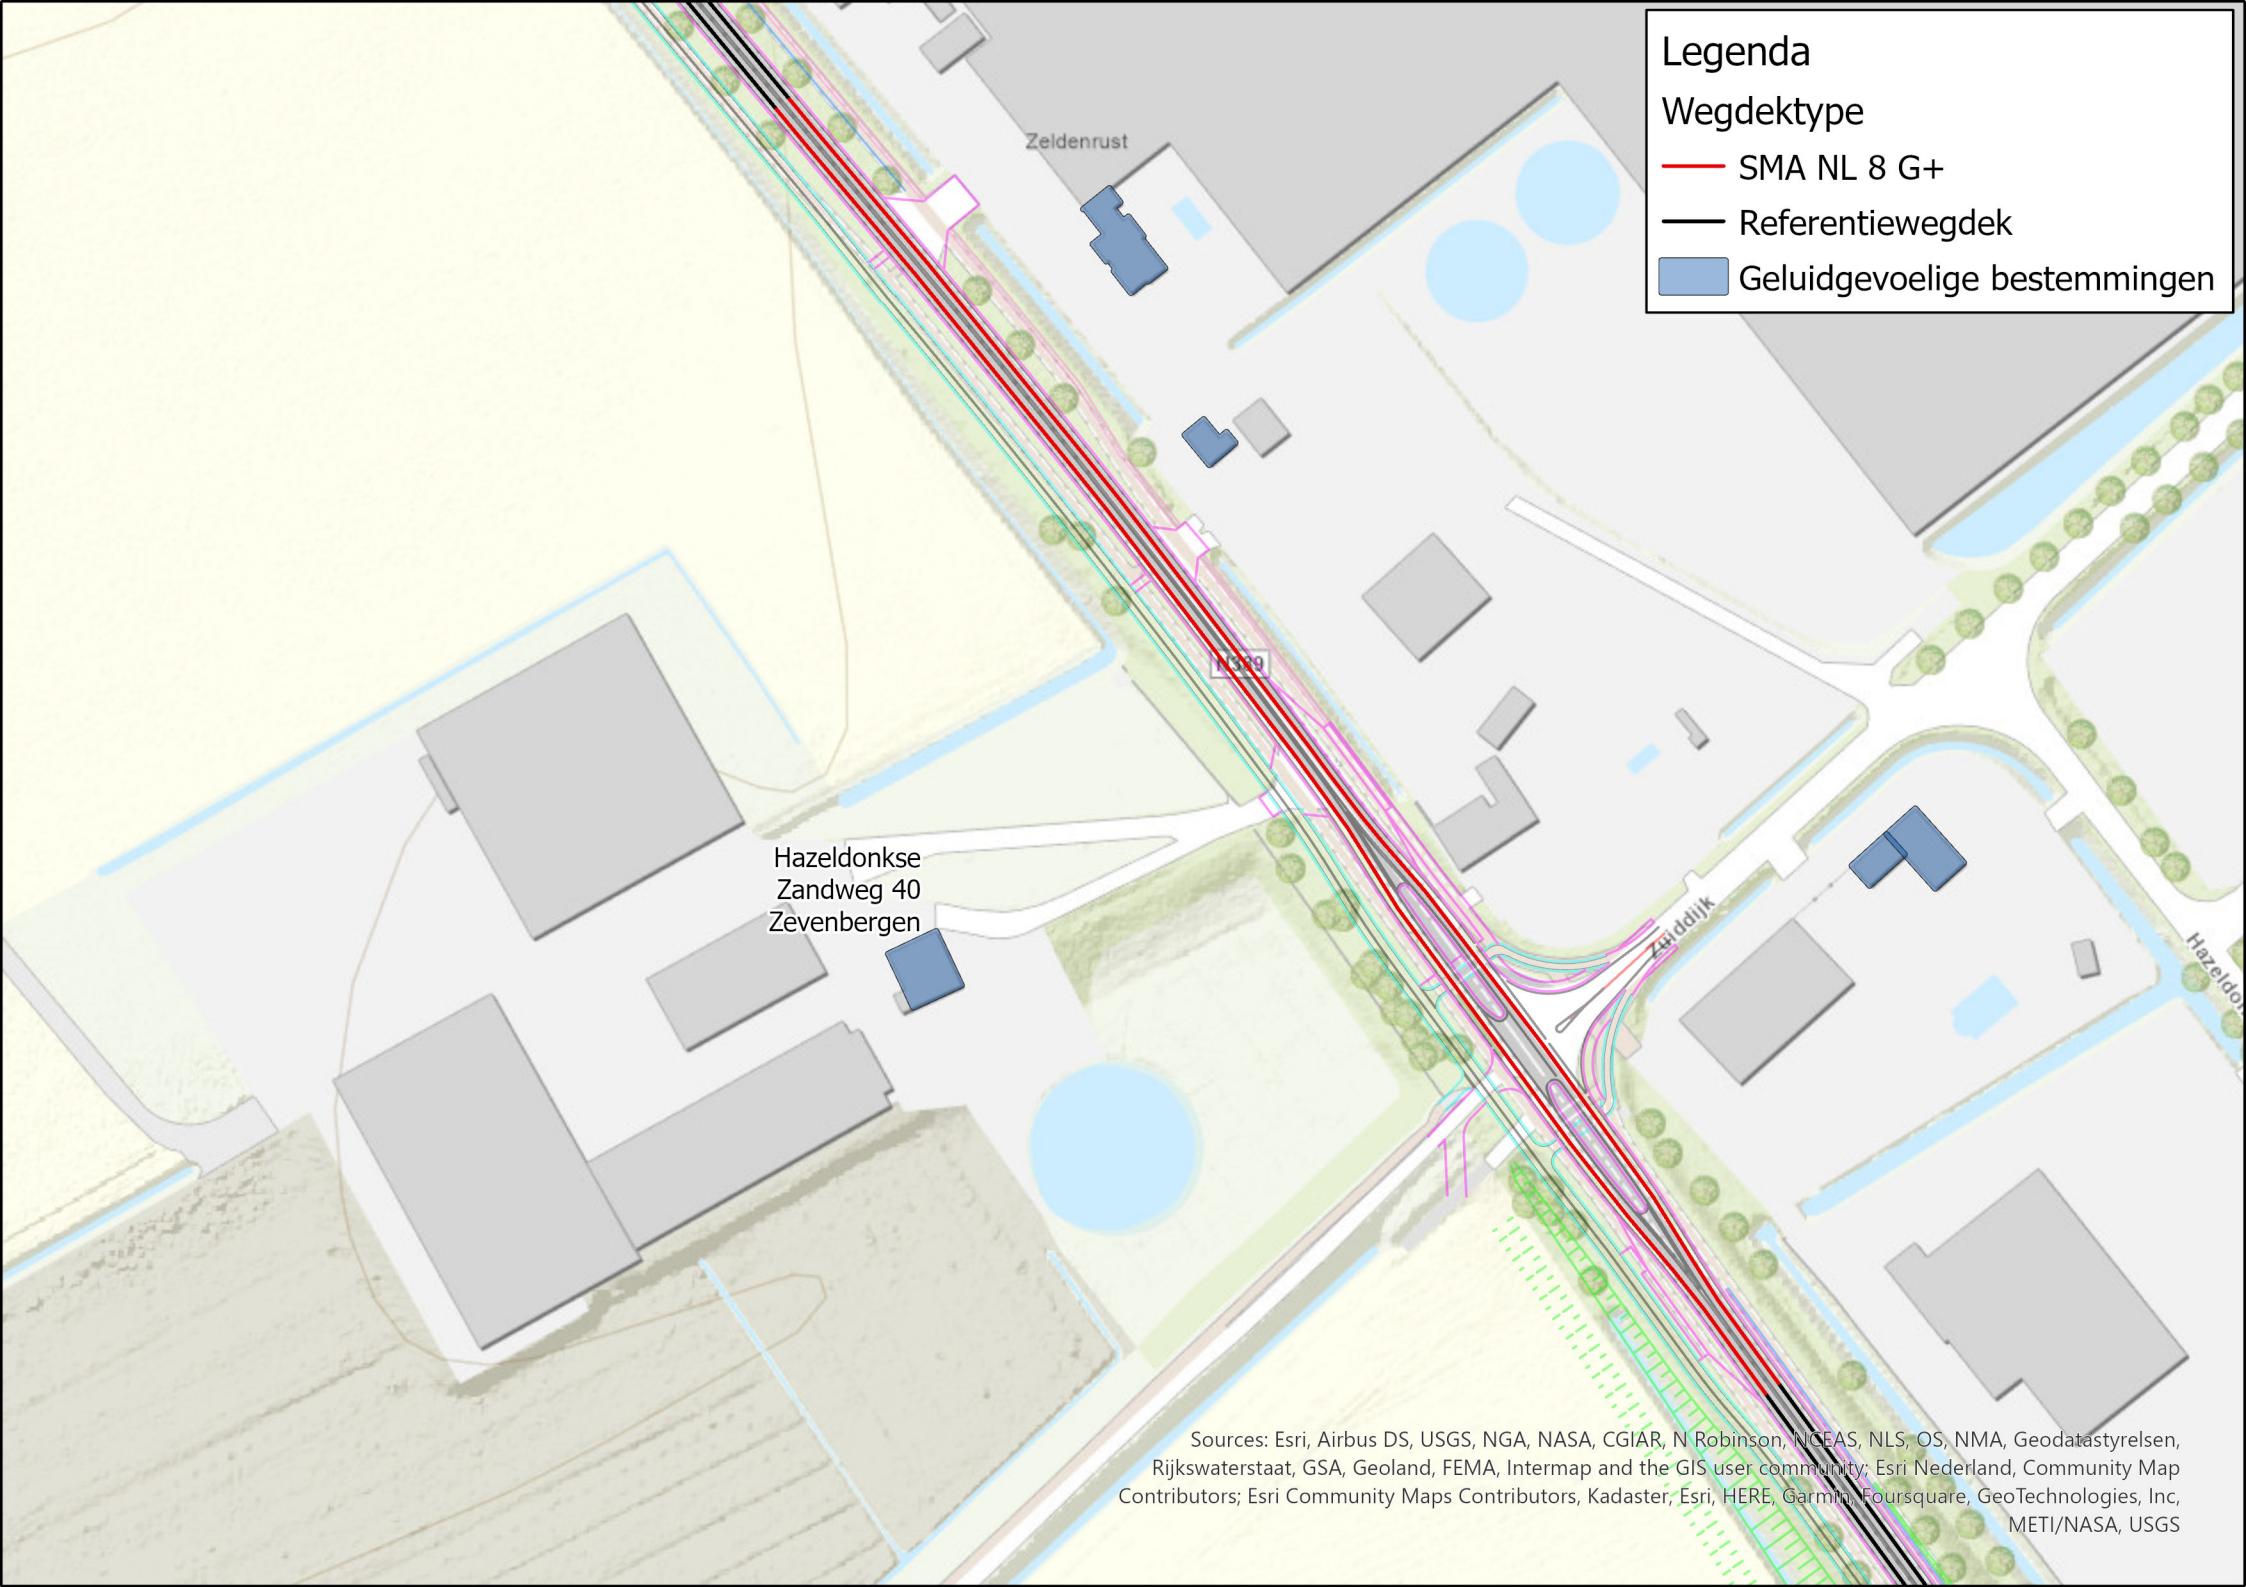 Legenda
Wegdektype
SMA NL 8 G+
Referentiewegdek
Geluidgevoelige bestemmingen
Zeldenrust
N389
Hazeldonkse
Zandweg 40
Zevenbergen
Zuiddijk
Hazeldon
Sources: Esri, Airbus DS, USGS, NGA, NASA, CGIAR, N Robinson, NCEAS, NLS, OS, NMA, Geodatastyrelsen,
Rijkswaterstaat, GSA, Geoland, FEMA, Intermap and the GIS user community; Esri Nederland, Community Map
Contributors; Esri Community Maps Contributors, Kadaster, Esri, HERE, Garmin, Foursquare, GeoTechnologies, Inc,
METI/NASA, USGS